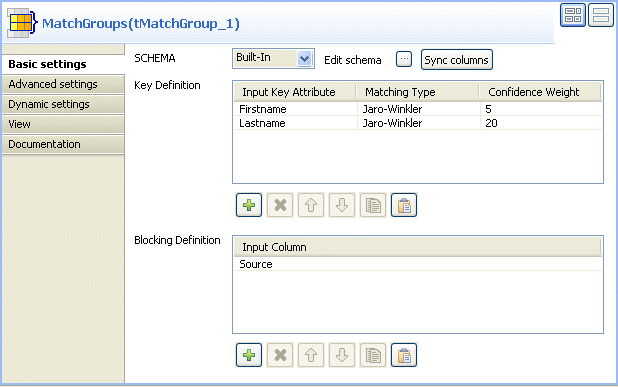 MatchGroups(tMatchGroup_1)
Basic settings
Advanced settings
Dynamic settings
View
Documentation
SCHEMA Built-In Edit schema ... Sync columns
Key Definition
Input Key Attribute Matching Type Confidence Weight
Firstname Jaro-Winkler 5
Lastname Jaro-Winkler 20
Blocking Definition
Input Column
Source